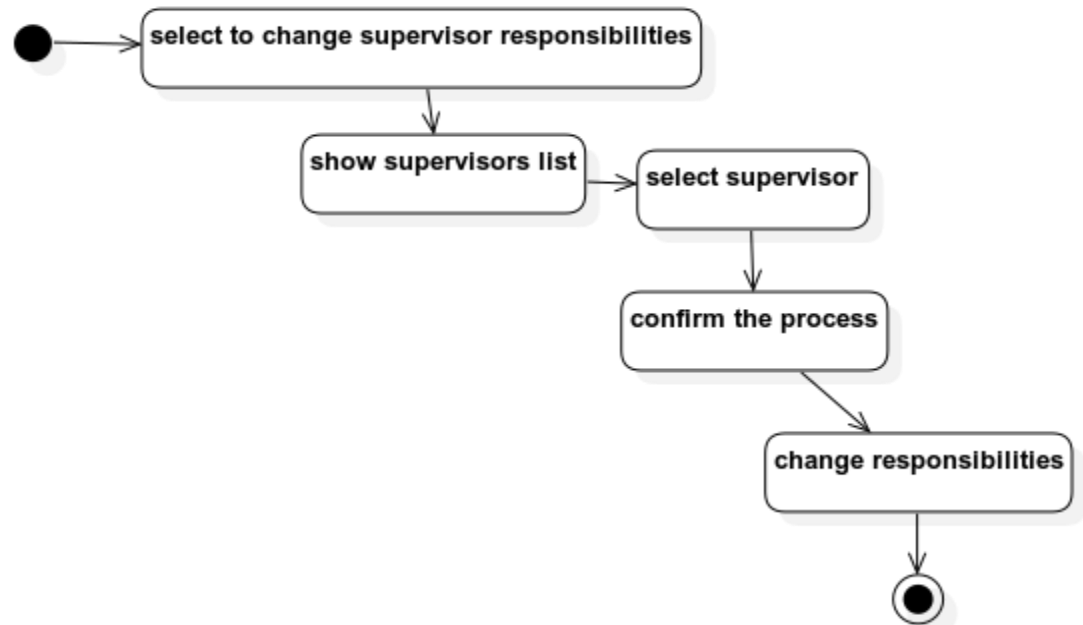 select to change supervisor responsibilities
show supervisors list
select supervisor
confirm the process
change responsibilities